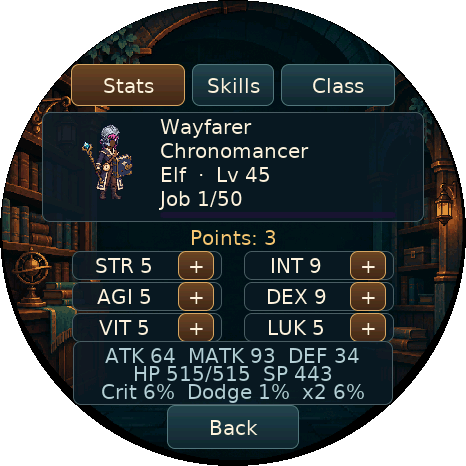 Stats Skills Class
Wayfarer
Chronomancer
Elf · Lv 45
Job 1/50
Points: 3
STR 5 + INT 9 +
AGI 5 + DEX 9 +
VIT 5 + LUK 5 +
ATK 64 MATK 93 DEF 34
HP 515/515 SP 443
Crit 6% Dodge 1% x2 6%
Back